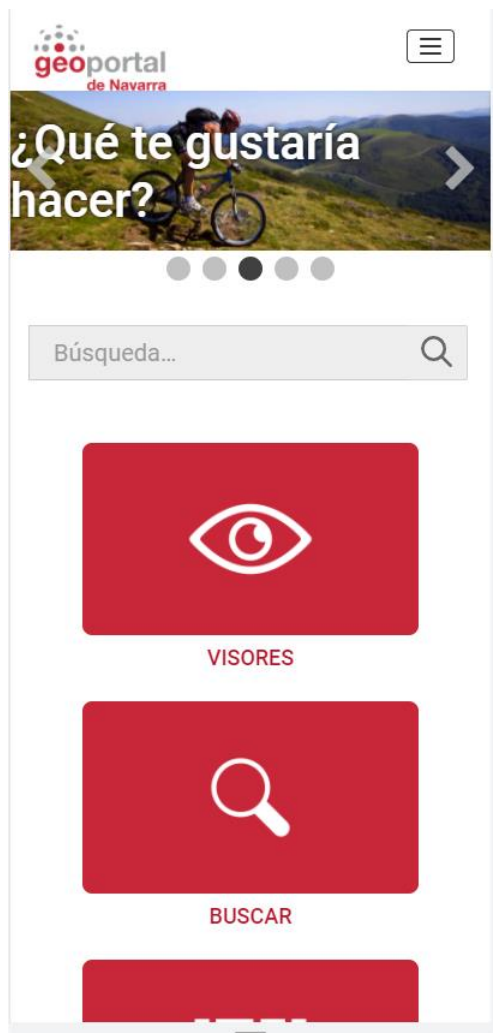 geoportal
de Navarra
¿Qué te gustaría
hacer?
Búsqueda...
VISORES
BUSCAR